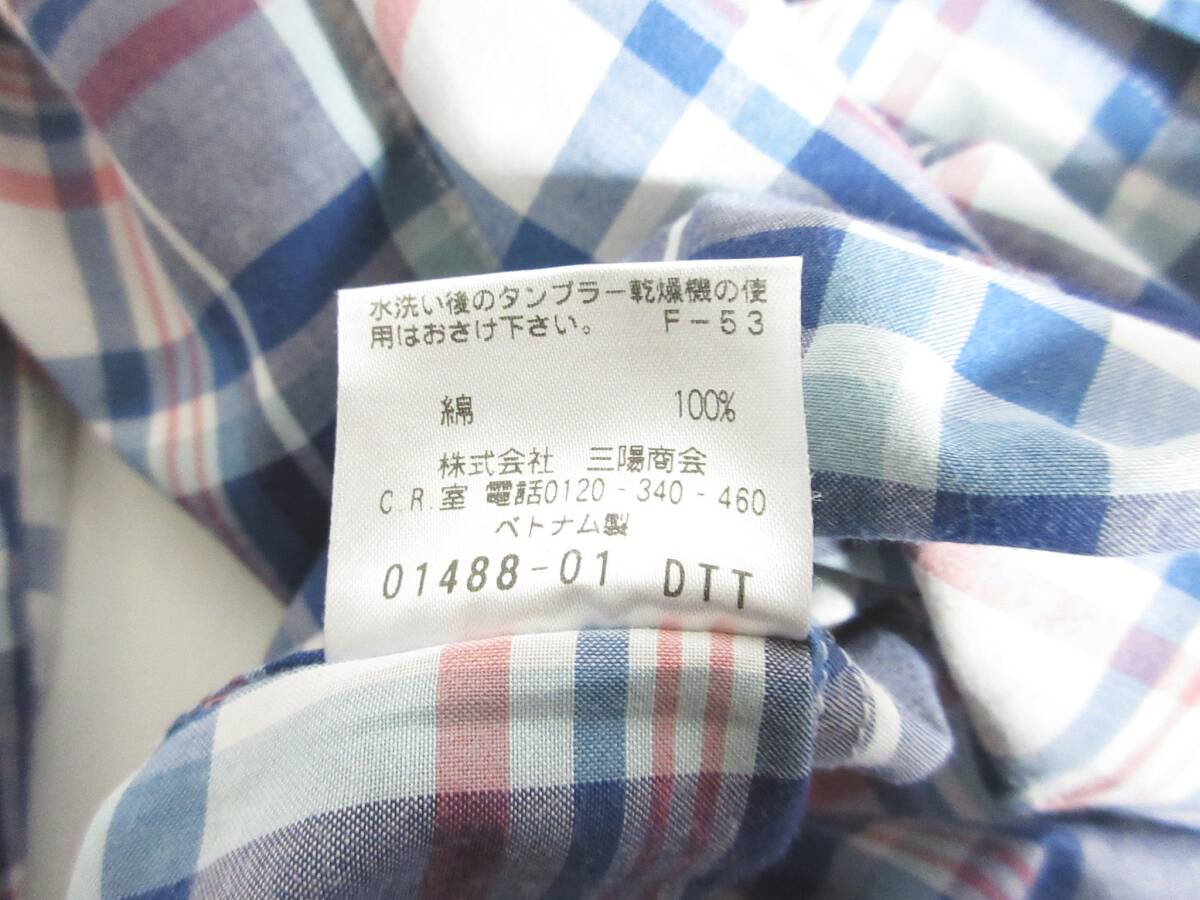 水洗い後のタンブラー乾燥機の使
用はおさけ下さい。 F-53
綿 100%
株式会社 三陽商会
C.R.室 電話0120-340-460
ベトナム製
01488-01 DTT